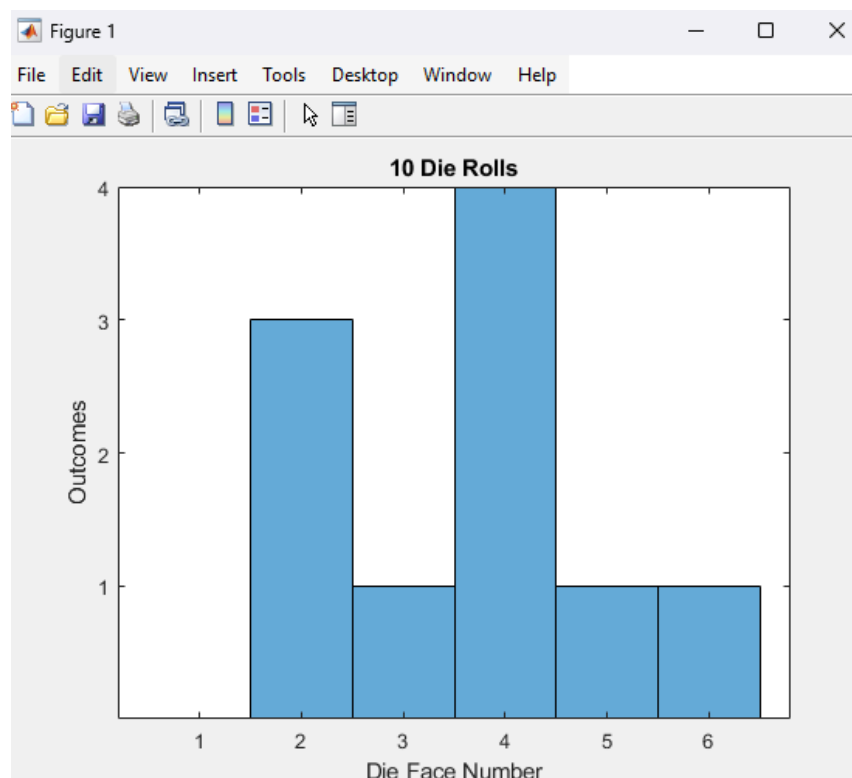 Figure 1
File Edit View Insert Tools Desktop Window Help
10 Die Rolls
4
3
2
1
Outcomes
1 2 3 4 5 6
Die Face Number